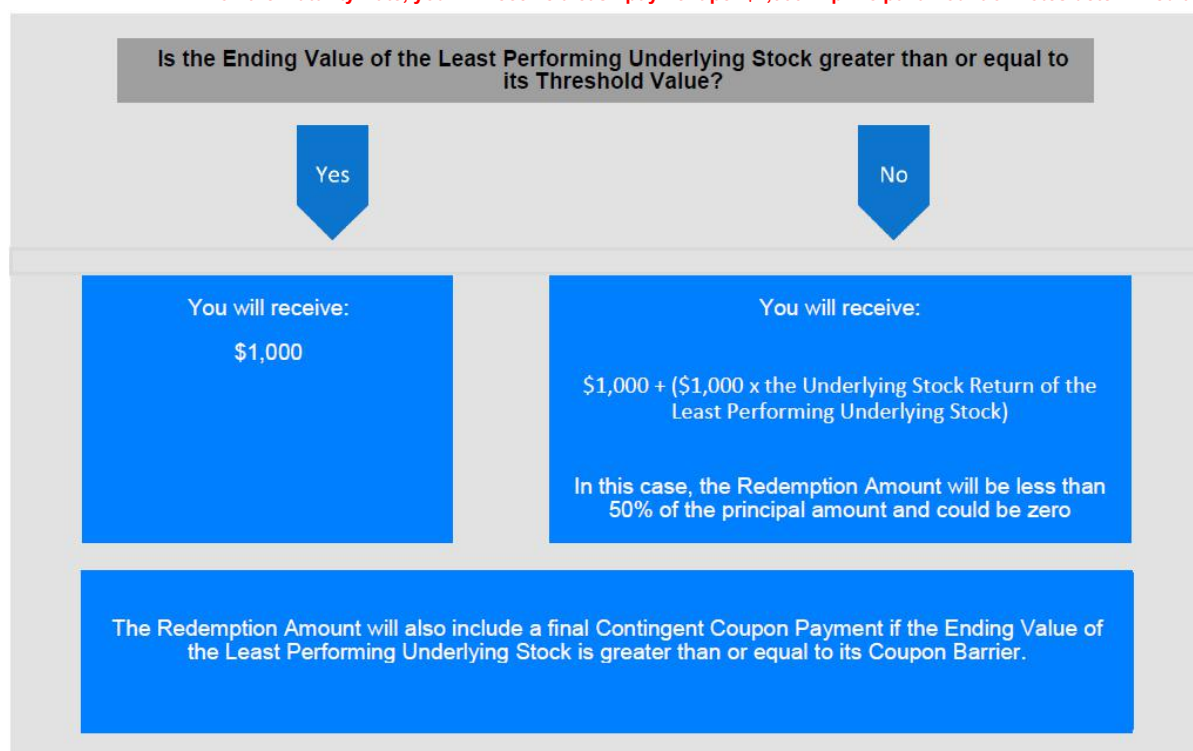 Is the Ending Value of the Least Performing Underlying Stock greater than or equal to
its Threshold Value?
Yes
No
You will receive:
$1,000
You will receive:
$1,000 + ($1,000 x the Underlying Stock Return of the
Least Performing Underlying Stock)
In this case, the Redemption Amount will be less than
50% of the principal amount and could be zero
The Redemption Amount will also include a final Contingent Coupon Payment if the Ending Value of
the Least Performing Underlying Stock is greater than or equal to its Coupon Barrier.